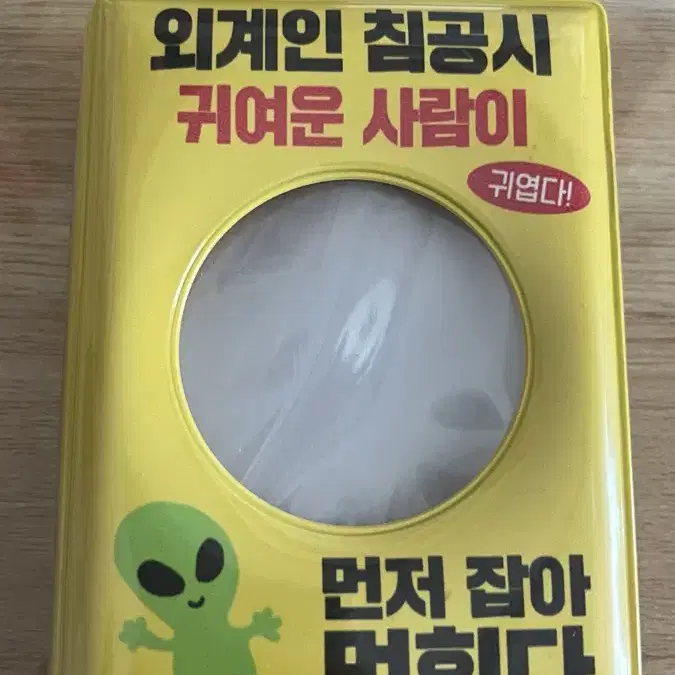 외계인 침공시
귀여운 사람이
귀엽다!
먼저 잡아